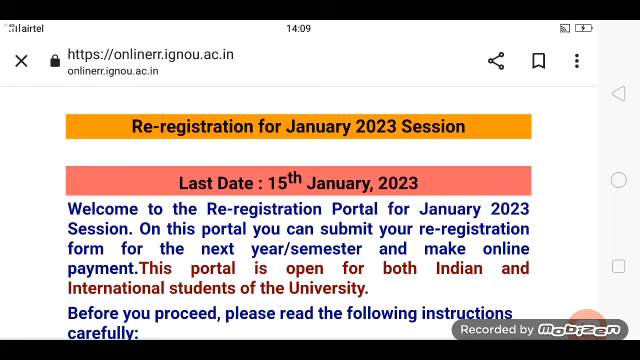 airtel 14:09
https://onlinerr.ignou.ac.in
onlinerr.ignou.ac.in
Re-registration for January 2023 Session
Last Date : 15th January, 2023
Welcome to the Re-registration Portal for January 2023
Session. On this portal you can submit your re-registration
form for the next year/semester and make online
payment.This portal is open for both Indian and
International students of the University.
Before you proceed, please read the following instructions
carefully:
Recorded by mobizen